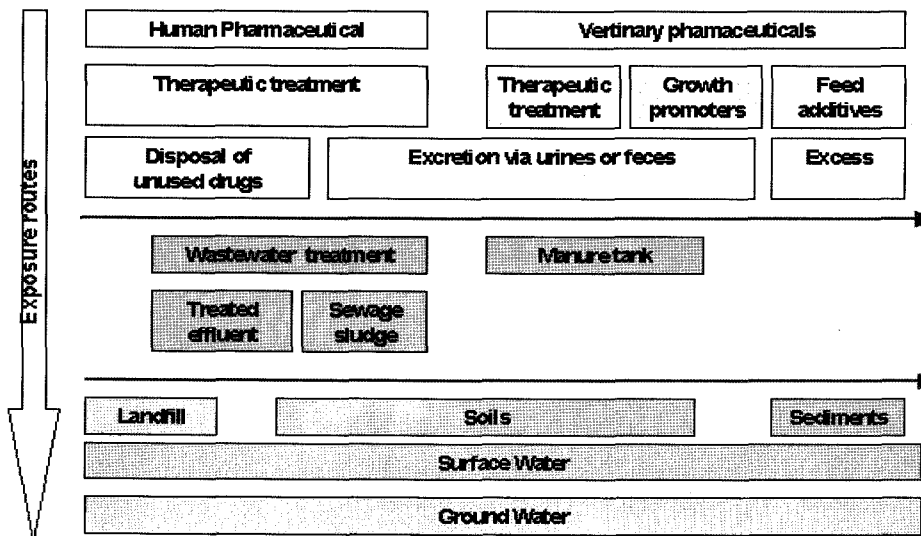 Human Pharmaceutical
Vertinary phamaceuticals
Therapeutic treatment
Therapeutic
treatment
Growth
promoters
Feed
additives
Disposal of
unused drugs
Excretion via urines or feces
Excess
Exposure routes
Wastewater treatment
Manure tank
Treated
effluent
Sewage
sludge
Landfill
Soils
Sediments
Surface Water
Ground Water